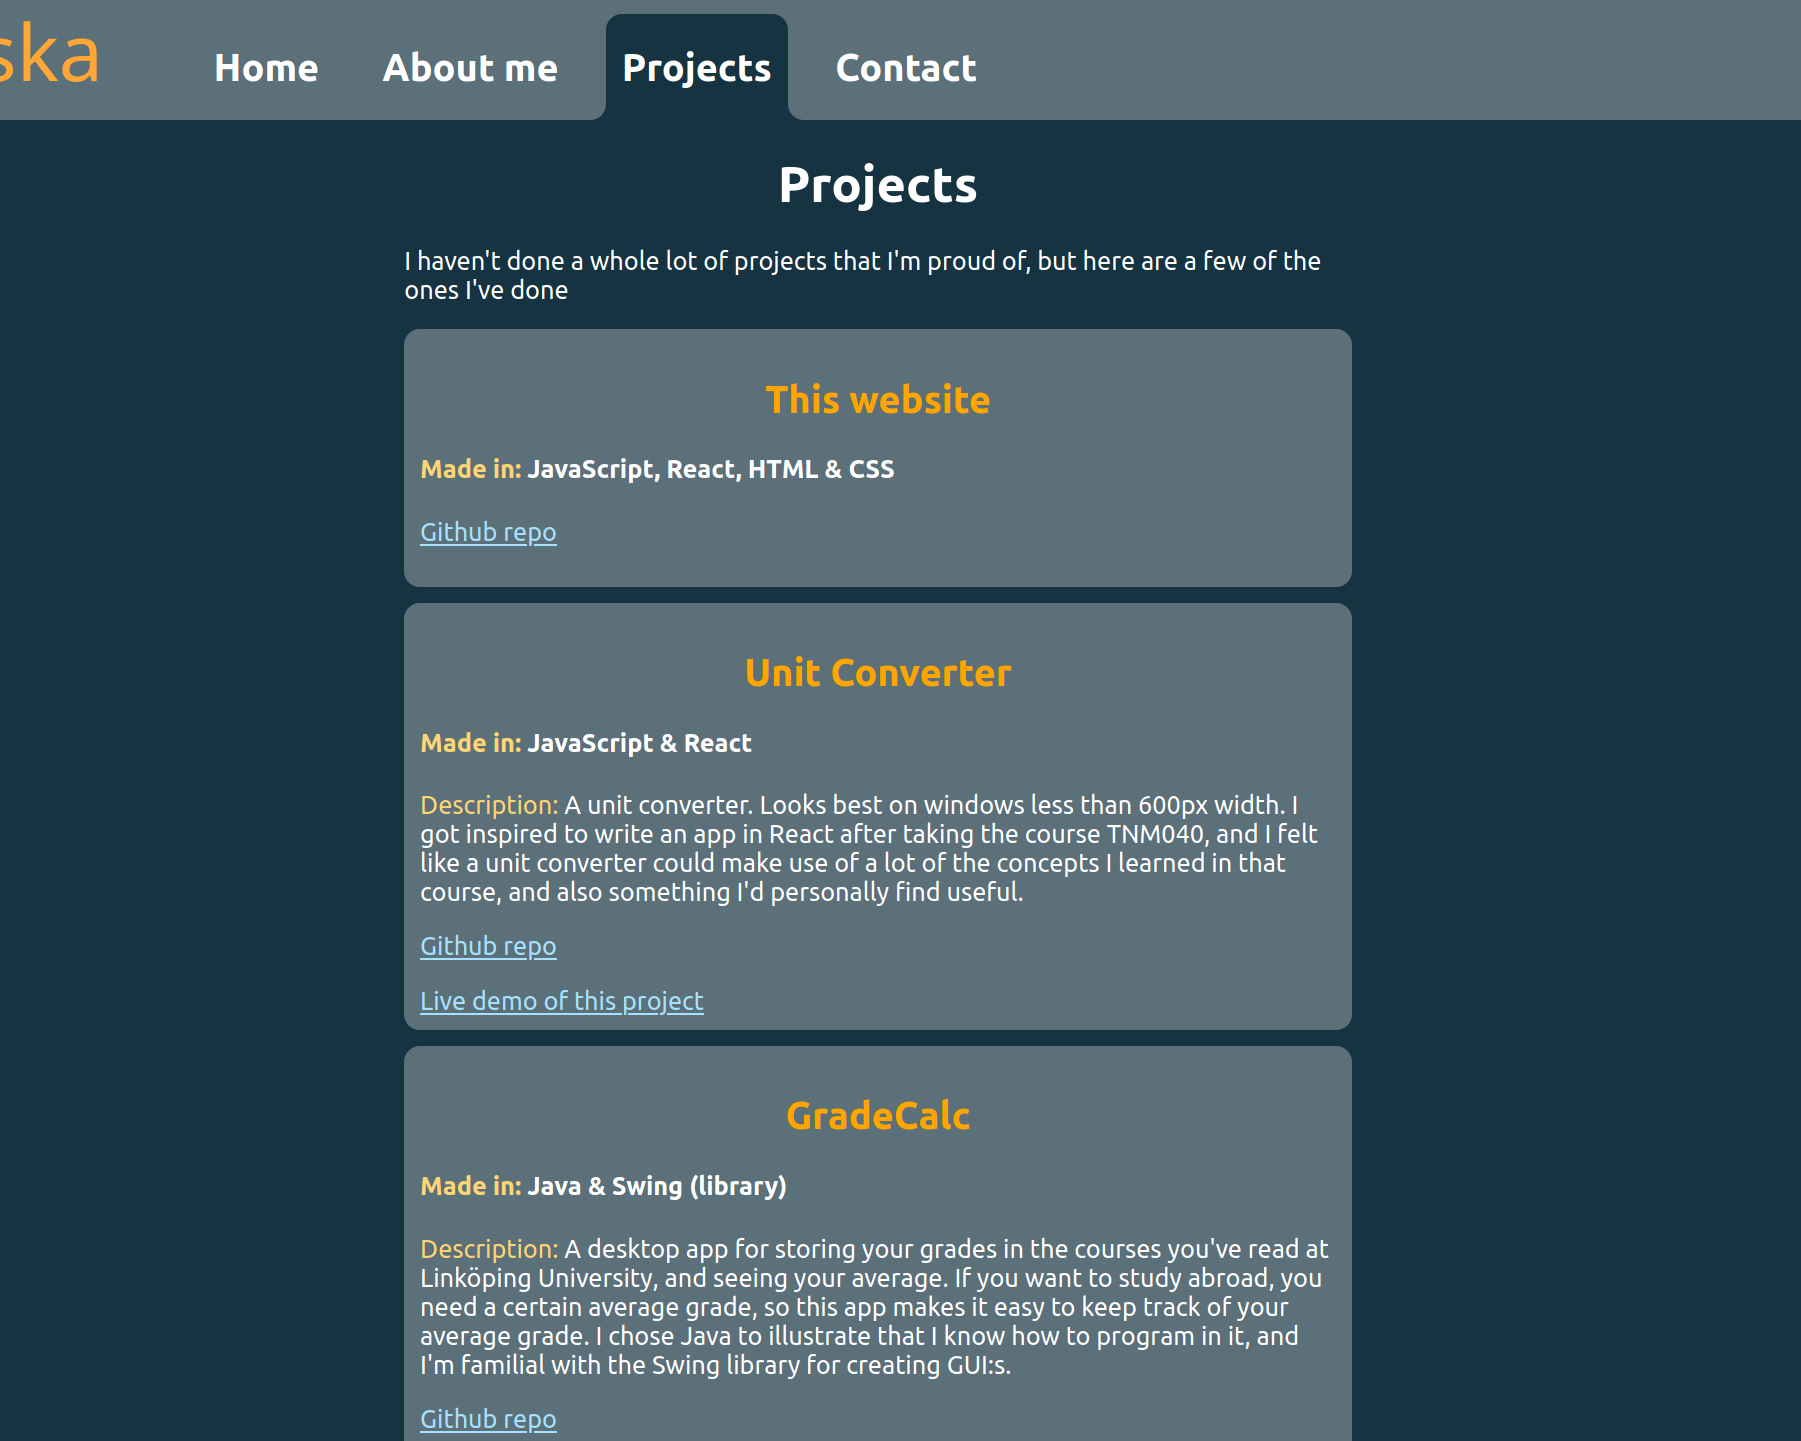 ska
Home About me Projects Contact
Projects
I haven't done a whole lot of projects that I'm proud of, but here are a few of the
ones I've done
This website
Made in: JavaScript, React, HTML & CSS
Github repo
Unit Converter
Made in: JavaScript & React
Description: A unit converter. Looks best on windows less than 600px width. I
got inspired to write an app in React after taking the course TNM040, and I felt
like a unit converter could make use of a lot of the concepts I learned in that
course, and also something I'd personally find useful.
Github repo
Live demo of this project
GradeCalc
Made in: Java & Swing (library)
Description: A desktop app for storing your grades in the courses you've read at
Linköping University, and seeing your average. If you want to study abroad, you
need a certain average grade, so this app makes it easy to keep track of your
average grade. I chose Java to illustrate that I know how to program in it, and
I'm familial with the Swing library for creating GUI:s.
Github repo